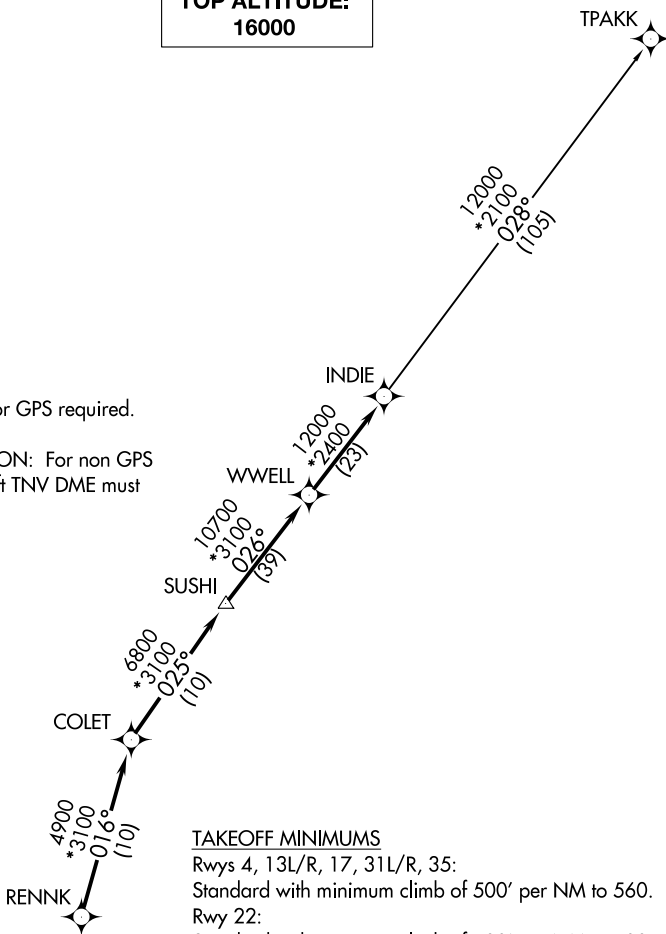 TOP ALTITUDE:
16000
TPAKK
12000
*2100
028°
(105)
INDIE
or GPS required.
12000
*2400
(23)
ON: For non GPS
ft TNV DME must
WWELL
10700
*3100
026°
(39)
SUSHI
6800
*3100
025°
(10)
COLET
4900
*3100
016°
(10)
RENNK
TAKEOFF MINIMUMS
Rwys 4, 13L/R, 17, 31L/R, 35:
Standard with minimum climb of 500' per NM to 560.
Rwy 22: